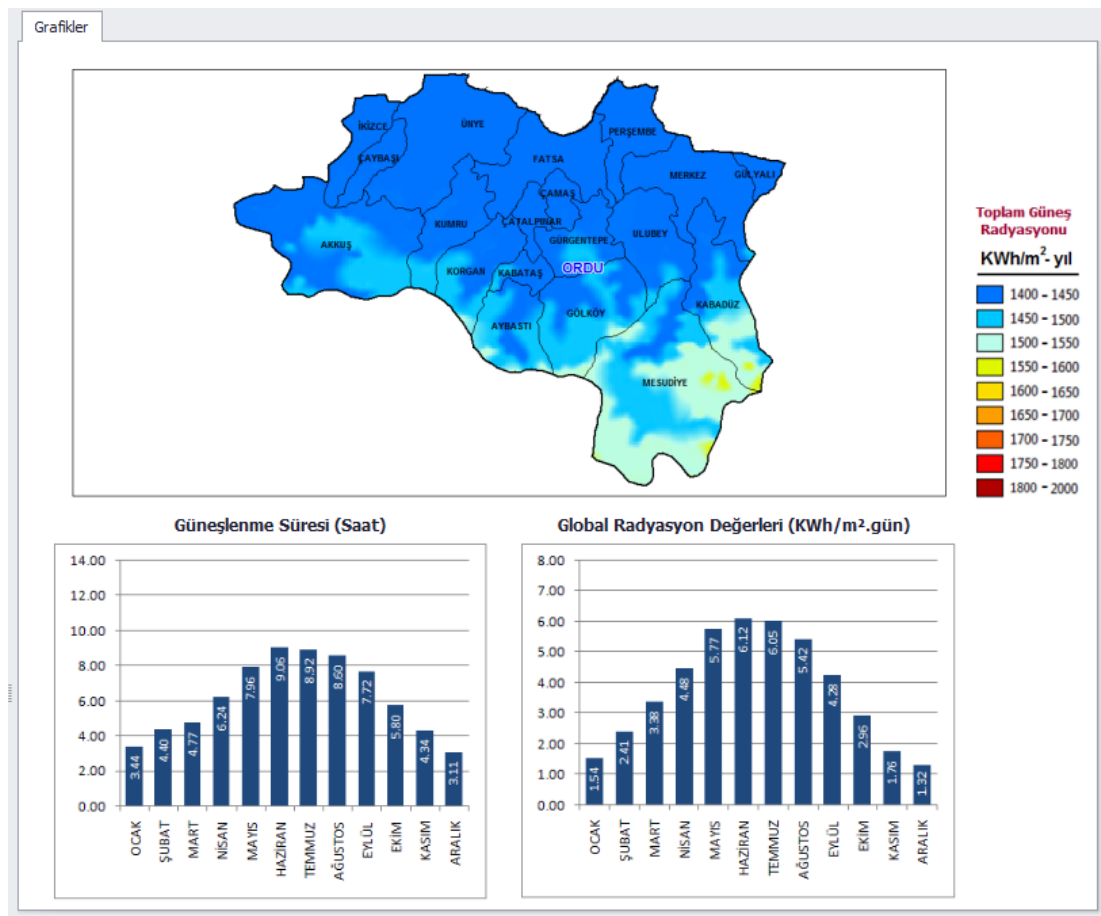 Grafikler
İKİZCE
ÜNYE
PERŞEMBE
ÇAYBAŞI
FATSA
MERKEZ
GÜLYALI
ÇAMAŞ
KUMRU
ÇATALPINAR
ULUBEY
AKKUŞ
GÜRGENTEPE
KORGAN
KABATAŞ
ORDU
KABADÜZ
GÖLKÖY
AYBASTI
MESUDİYE
Toplam Güneş
Radyasyonu
KWh/m²- yıl
1400 - 1450
1450 - 1500
1500 - 1550
1550 - 1600
1600 - 1650
1650 - 1700
1700 - 1750
1750 - 1800
1800 - 2000
Güneşlenme Süresi (Saat)
14.00
12.00
10.00
8.00
6.00
4.00
2.00
0.00
3.44
4.40
4.77
6.24
7.96
9.06
8.92
8.60
7.72
5.80
4.34
3.11
OCAK
ŞUBAT
MART
NİSAN
MAYIS
HAZİRAN
TEMMUZ
AĞUSTOS
EYLÜL
EKİM
KASIM
ARALIK
Global Radyasyon Değerleri (KWh/m².gün)
8.00
7.00
6.00
5.00
4.00
3.00
2.00
1.00
0.00
1.54
2.41
3.38
4.48
5.77
6.12
6.05
5.42
4.28
2.96
1.76
1.32
OCAK
ŞUBAT
MART
NİSAN
MAYIS
HAZİRAN
TEMMUZ
AĞUSTOS
EYLÜL
EKİM
KASIM
ARALIK